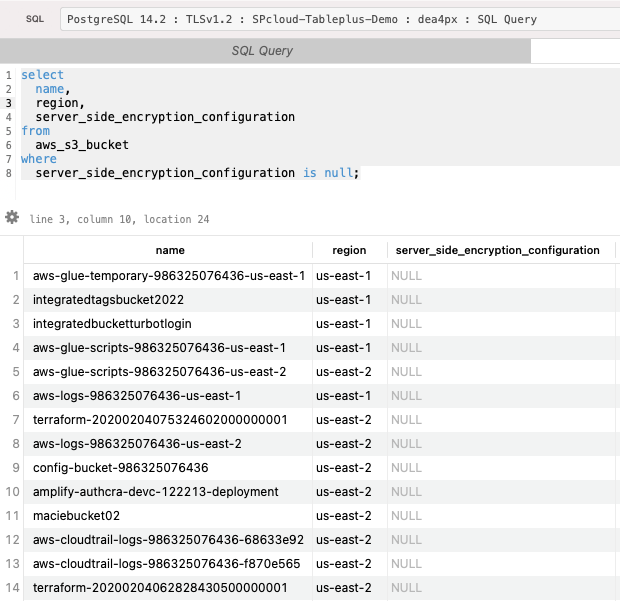 SQL PostgreSQL 14.2 : TLSv1.2 : SPcloud-Tableplus-Demo : dea4px : SQL Query
SQL Query
1 select
2 name,
3 region,
4 server_side_encryption_configuration
5 from
6 aws_s3_bucket
7 where
8 server_side_encryption_configuration is null;
line 3, column 10, location 24
name region server_side_encryption_configuration
1 aws-glue-temporary-986325076436-us-east-1 us-east-1 NULL
2 integratedtagsbucket2022 us-east-1 NULL
3 integratedbucketturbotlogin us-east-1 NULL
4 aws-glue-scripts-986325076436-us-east-1 us-east-1 NULL
5 aws-glue-scripts-986325076436-us-east-2 us-east-2 NULL
6 aws-logs-986325076436-us-east-1 us-east-1 NULL
7 terraform-20200204075324602000000001 us-east-2 NULL
8 aws-logs-986325076436-us-east-2 us-east-2 NULL
9 config-bucket-986325076436 us-east-2 NULL
10 amplify-authcra-devc-122213-deployment us-east-2 NULL
11 maciebucket02 us-east-2 NULL
12 aws-cloudtrail-logs-986325076436-68633e92 us-east-2 NULL
13 aws-cloudtrail-logs-986325076436-f870e565 us-east-2 NULL
14 terraform-20200204062828430500000001 us-east-2 NULL